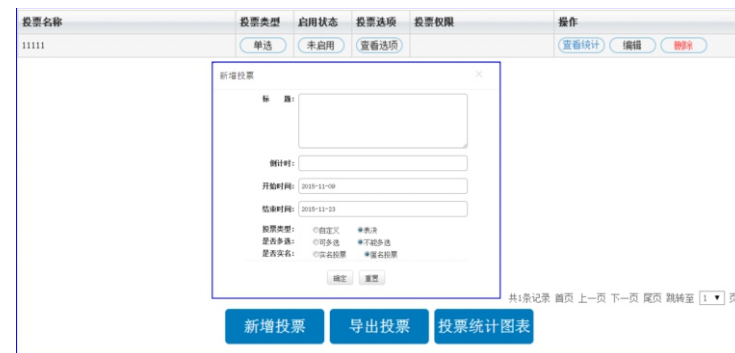 投票名称 投票类型 启用状态 投票选项 投票权限 操作
11111 单选 未启用 查看选项 查看统计 编辑 删除
新增投票 ×
标 题:
倒计时:
开始时间: 2015-11-09
结束时间: 2015-11-23
投票类型: 自定义 表决
是否多选: 可多选 不能多选
是否实名: 实名投票 匿名投票
确定 重置
共1条记录 首页 上一页 下一页 尾页 跳转至 1 页
新增投票 导出投票 投票统计图表